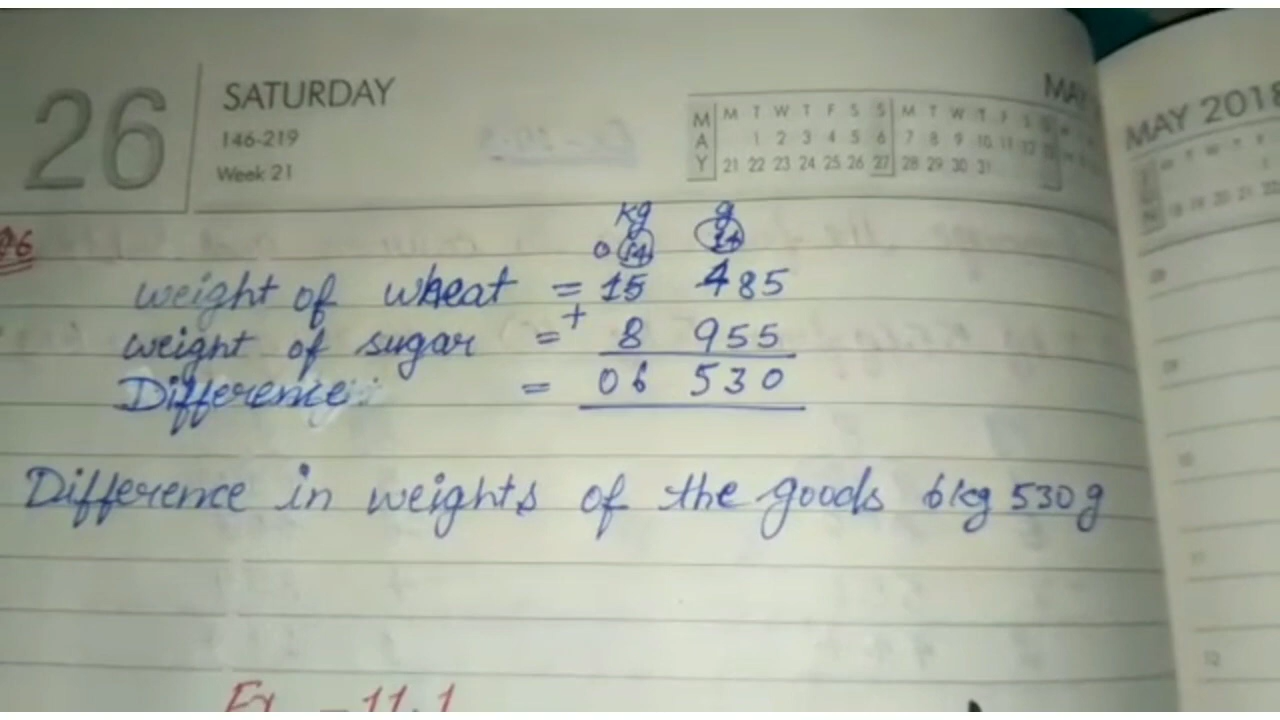 26
SATURDAY
146-219
Week 21
MAY
M T W T F S S M T W T F S
1 2 3 4 5 6 7 8 9 10 11 12
21 22 23 24 25 26 27 28 29 30 31
MAY 2018
kg g
0 14 14
weight of wheat = 15 485
+
weight of sugar = 8 955
Difference = 06 530
Difference in weights of the goods 6kg 530g
Ex - 11.1